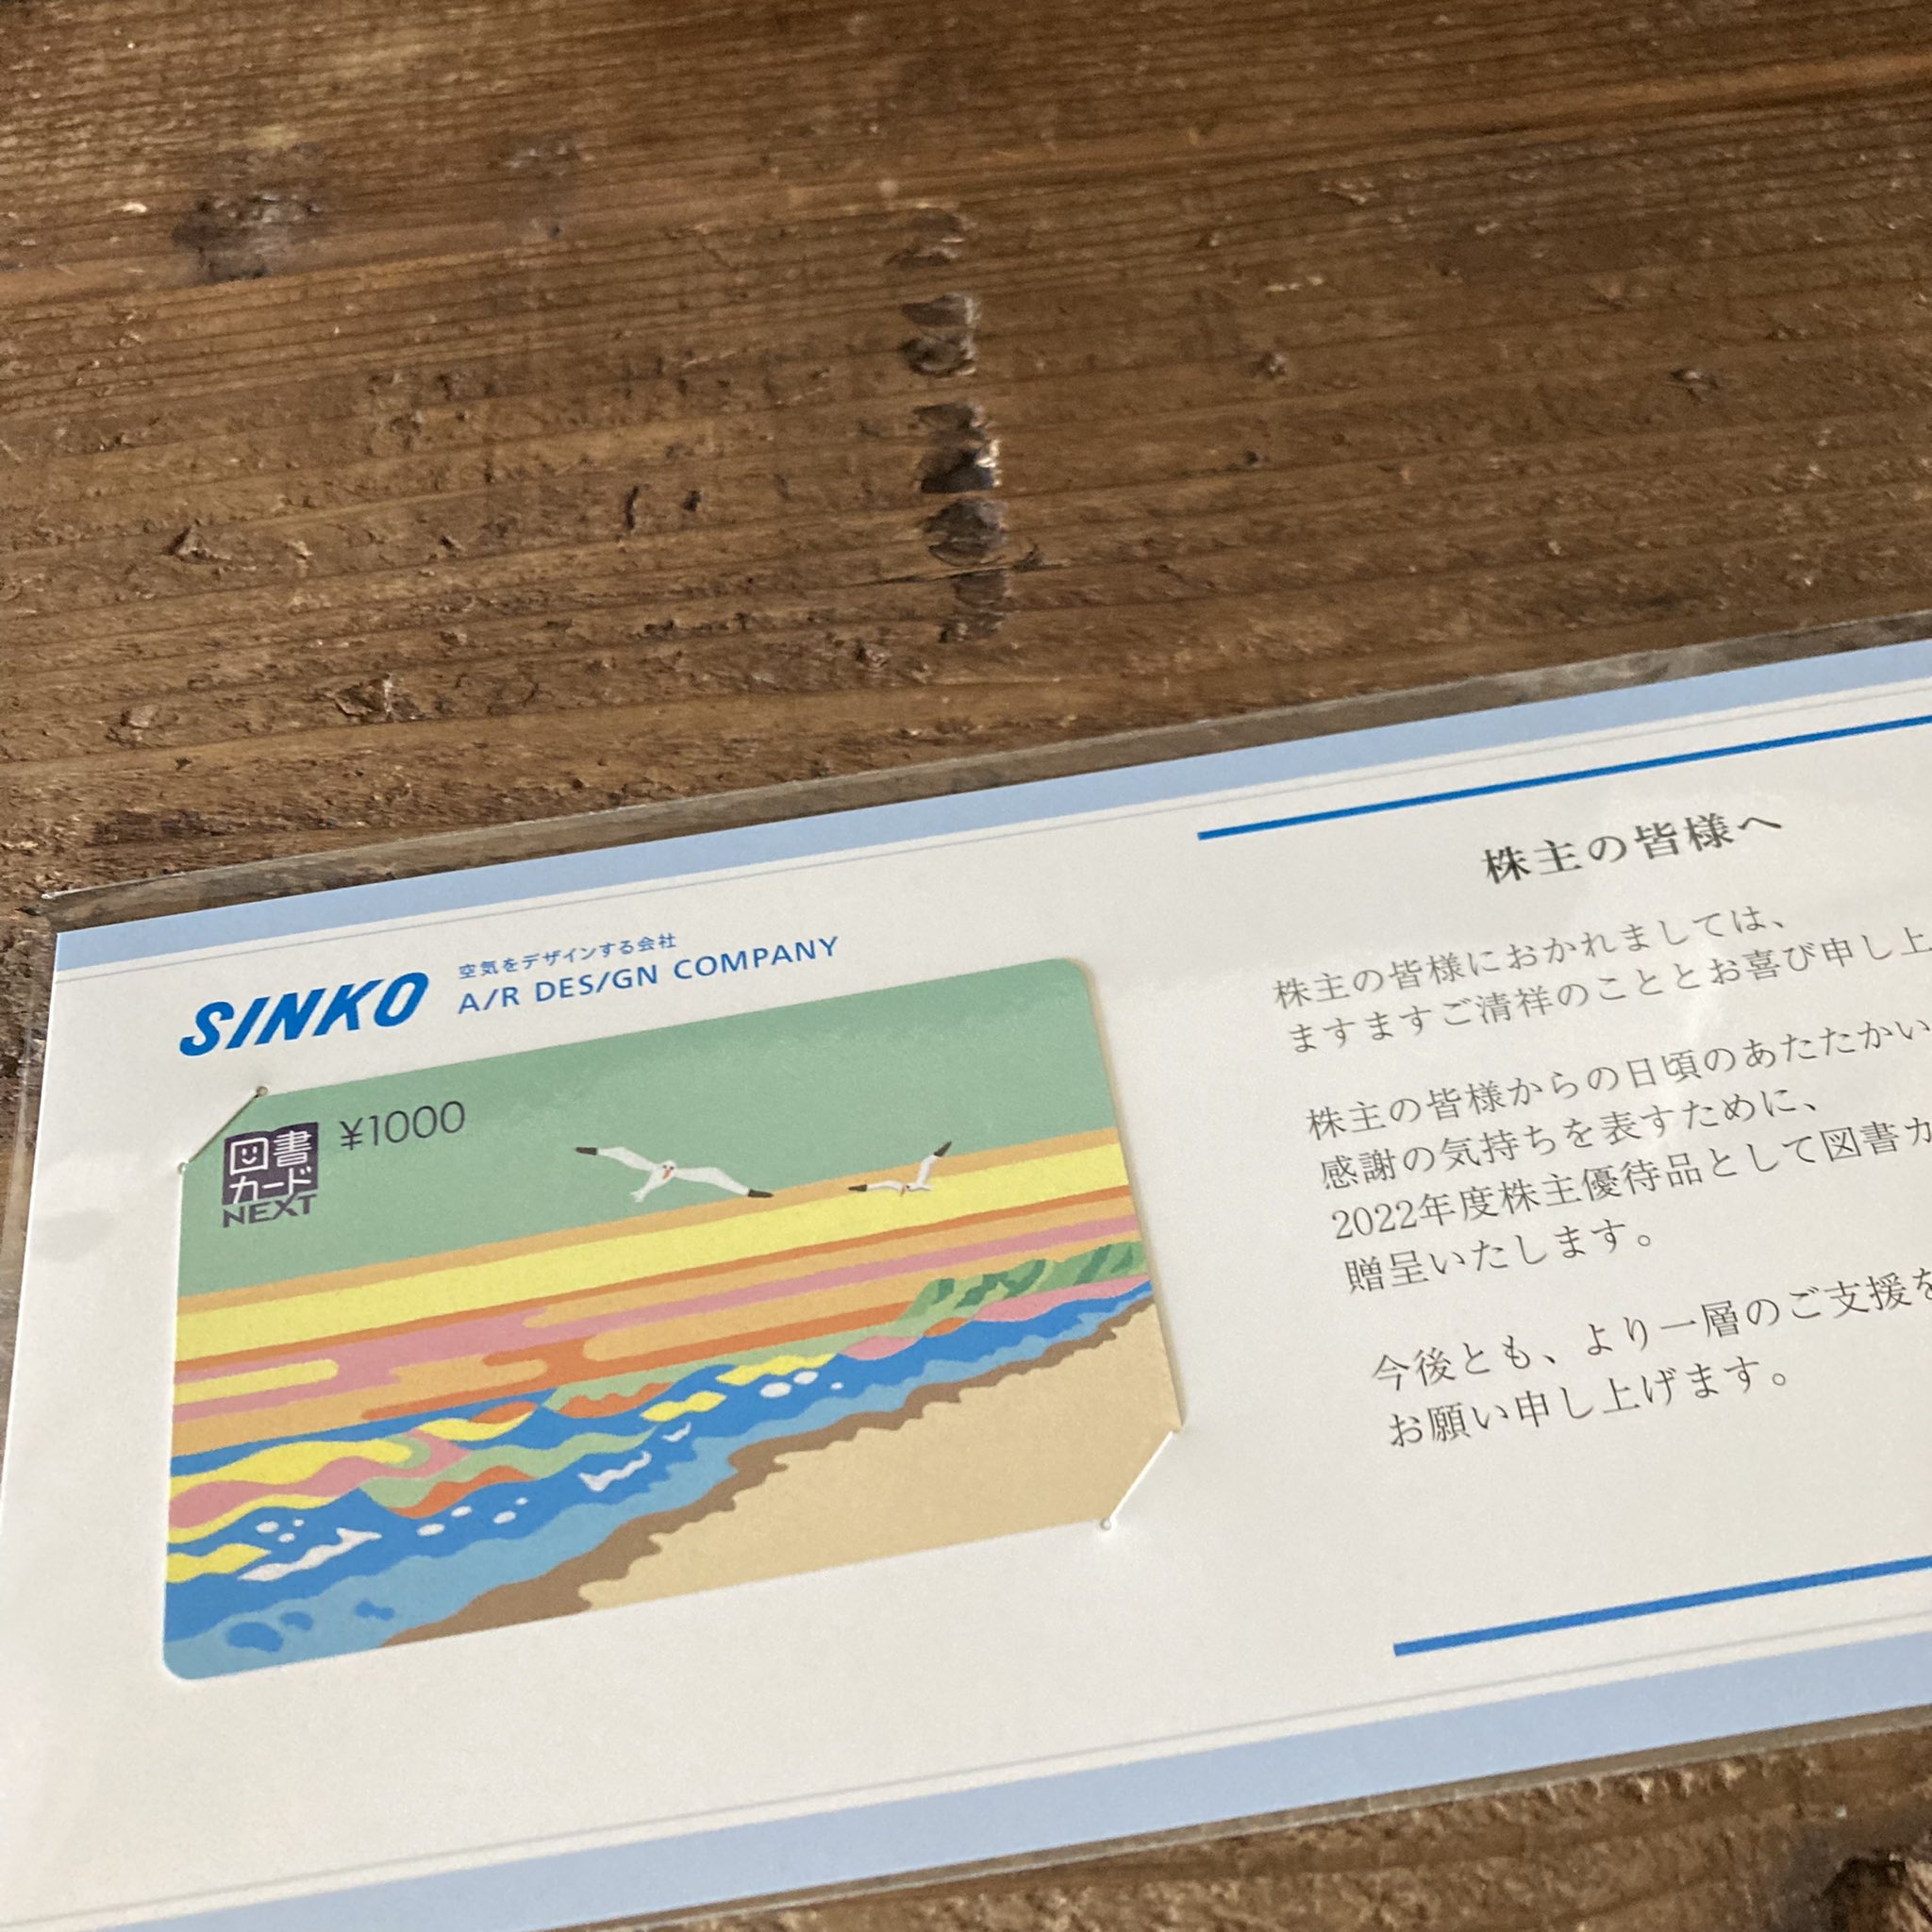 SINKO
空気をデザインする会社
A/R DES/GN COMPANY
図書
カード
NEXT
¥1000
株主の皆様へ
株主の皆様におかれましては、
ますますご清祥のこととお喜び申し上
株主の皆様からの日頃のあたたかい
感謝の気持ちを表すために、
2022年度株主優待品として図書カ
贈呈いたします。
今後とも、より一層のご支援を
お願い申し上げます。